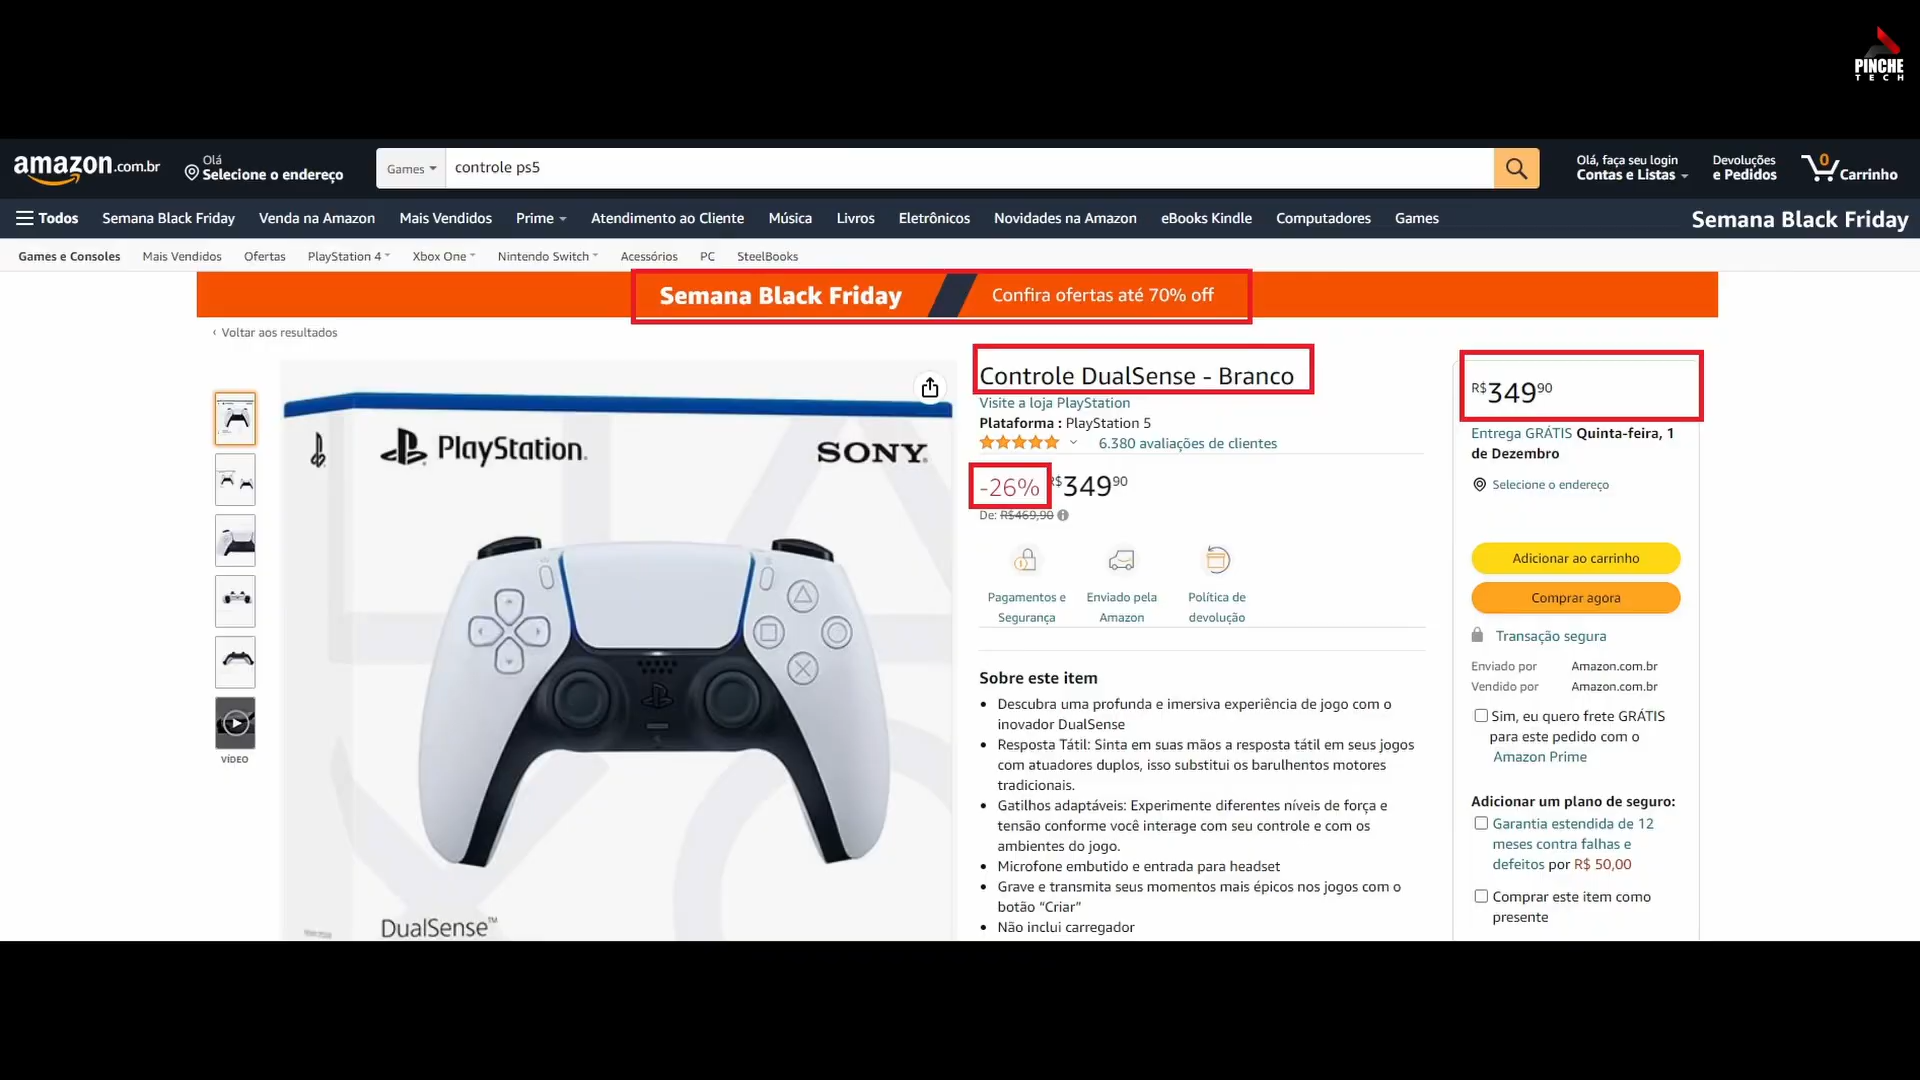 PINCHE
TECH
amazon.com.br
Olá
Selecione o endereço
Games
controle ps5
Olá, faça seu login
Contas e Listas
Devoluções
e Pedidos
0
Carrinho
Todos
Semana Black Friday
Venda na Amazon
Mais Vendidos
Prime
Atendimento ao Cliente
Música
Livros
Eletrônicos
Novidades na Amazon
eBooks Kindle
Computadores
Games
Semana Black Friday
Games e Consoles
Mais Vendidos
Ofertas
PlayStation 4
Xbox One
Nintendo Switch
Acessórios
PC
SteelBooks
Semana Black Friday
Confira ofertas até 70% off
‹ Voltar aos resultados
VÍDEO
PlayStation.
SONY
DualSense™
Controle DualSense - Branco
Visite a loja PlayStation
Plataforma : PlayStation 5
6.380 avaliações de clientes
-26% R$34990
De: R$469,90
Pagamentos e
Segurança
Enviado pela
Amazon
Política de
devolução
Sobre este item
• Descubra uma profunda e imersiva experiência de jogo com o
inovador DualSense
• Resposta Tátil: Sinta em suas mãos a resposta tátil em seus jogos
com atuadores duplos, isso substitui os barulhentos motores
tradicionais.
• Gatilhos adaptáveis: Experimente diferentes níveis de força e
tensão conforme você interage com seu controle e com os
ambientes do jogo.
• Microfone embutido e entrada para headset
• Grave e transmita seus momentos mais épicos nos jogos com o
botão “Criar”
• Não inclui carregador
R$34990
Entrega GRÁTIS Quinta-feira, 1
de Dezembro
Selecione o endereço
Adicionar ao carrinho
Comprar agora
Transação segura
Enviado por Amazon.com.br
Vendido por Amazon.com.br
Sim, eu quero frete GRÁTIS
para este pedido com o
Amazon Prime
Adicionar um plano de seguro:
Garantia estendida de 12
meses contra falhas e
defeitos por R$ 50,00
Comprar este item como
presente